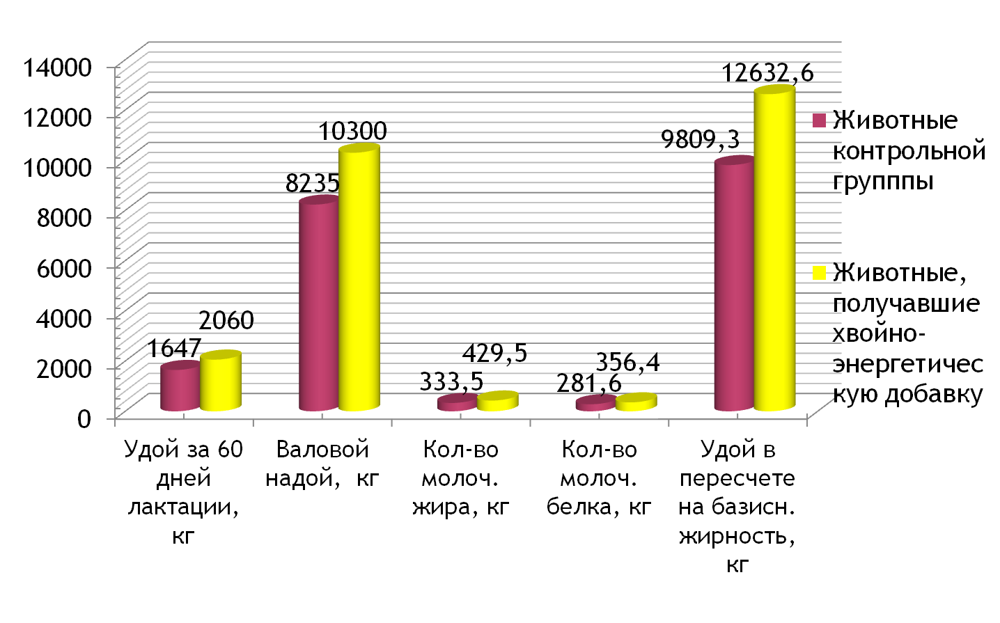 14000
12000
10000
8000
6000
4000
2000
0
1647
2060
8235
10300
333,5
429,5
281,6
356,4
9809,3
12632,6
Удой за 60
дней
лактации,
кг
Валовой
надой,  кг
Кол-во
молоч.
жира, кг
Кол-во
молоч.
белка, кг
Удой в
пересчете
на базисн.
жирность,
кг
Животные
контрольной
групппы
Животные,
получавшие
хвойно-
энергетичес
кую добавку